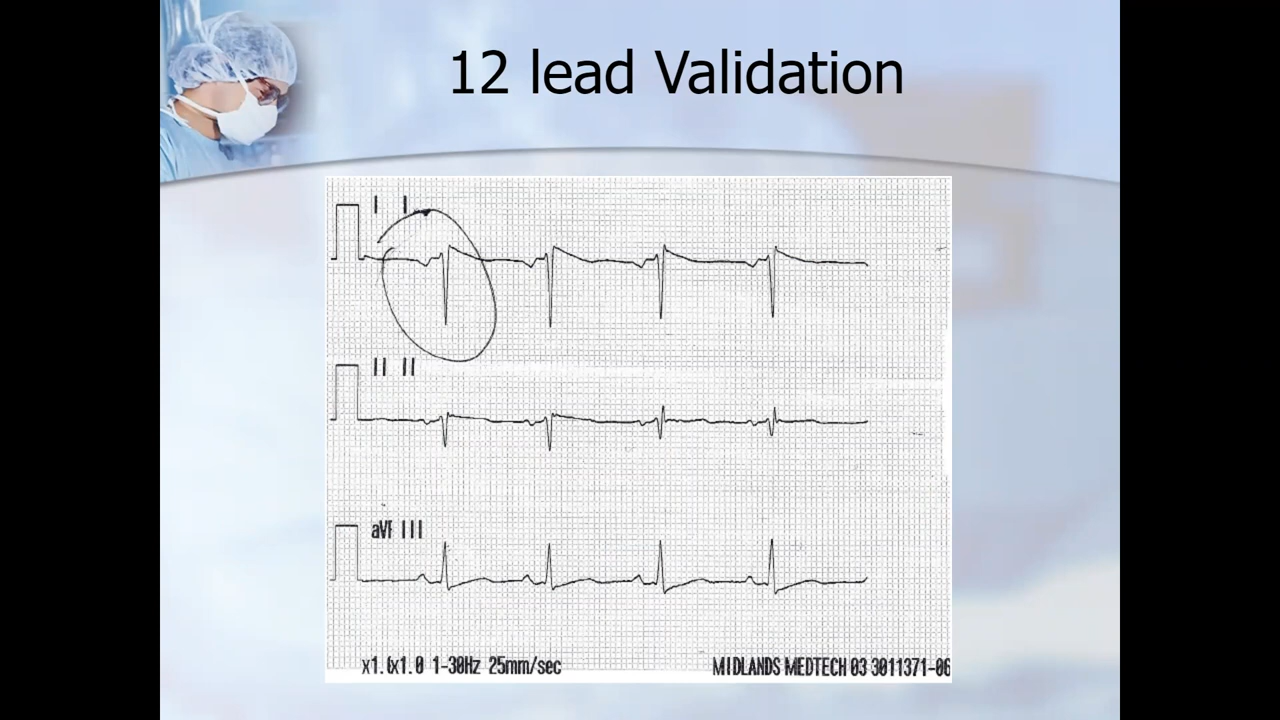 12 lead Validation
I I
II II
aVF III
x1.0x1.0 1-30Hz 25mm/sec
MIDLANDS MEDTECH 03 3011371-06